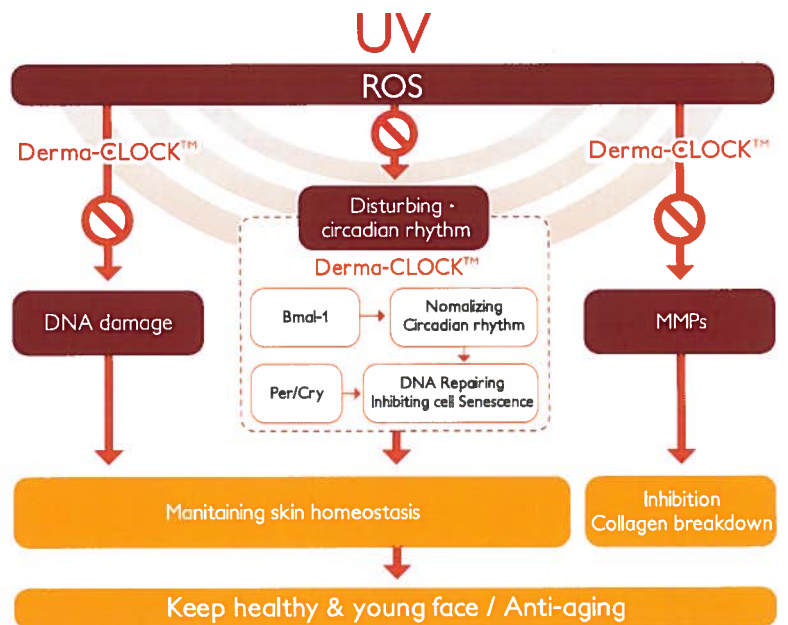 UV
ROS
Derma-CLOCK™
Derma-CLOCK™
Disturbing ·
circadian rhythm
Derma-CLOCK™
Bmal-1
Nomalizing
Circadian rhythm
DNA damage
MMPs
Per/Cry
DNA Repairing
Inhibiting cell Senescence
Manitaining skin homeostasis
Inhibition
Collagen breakdown
Keep healthy & young face / Anti-aging